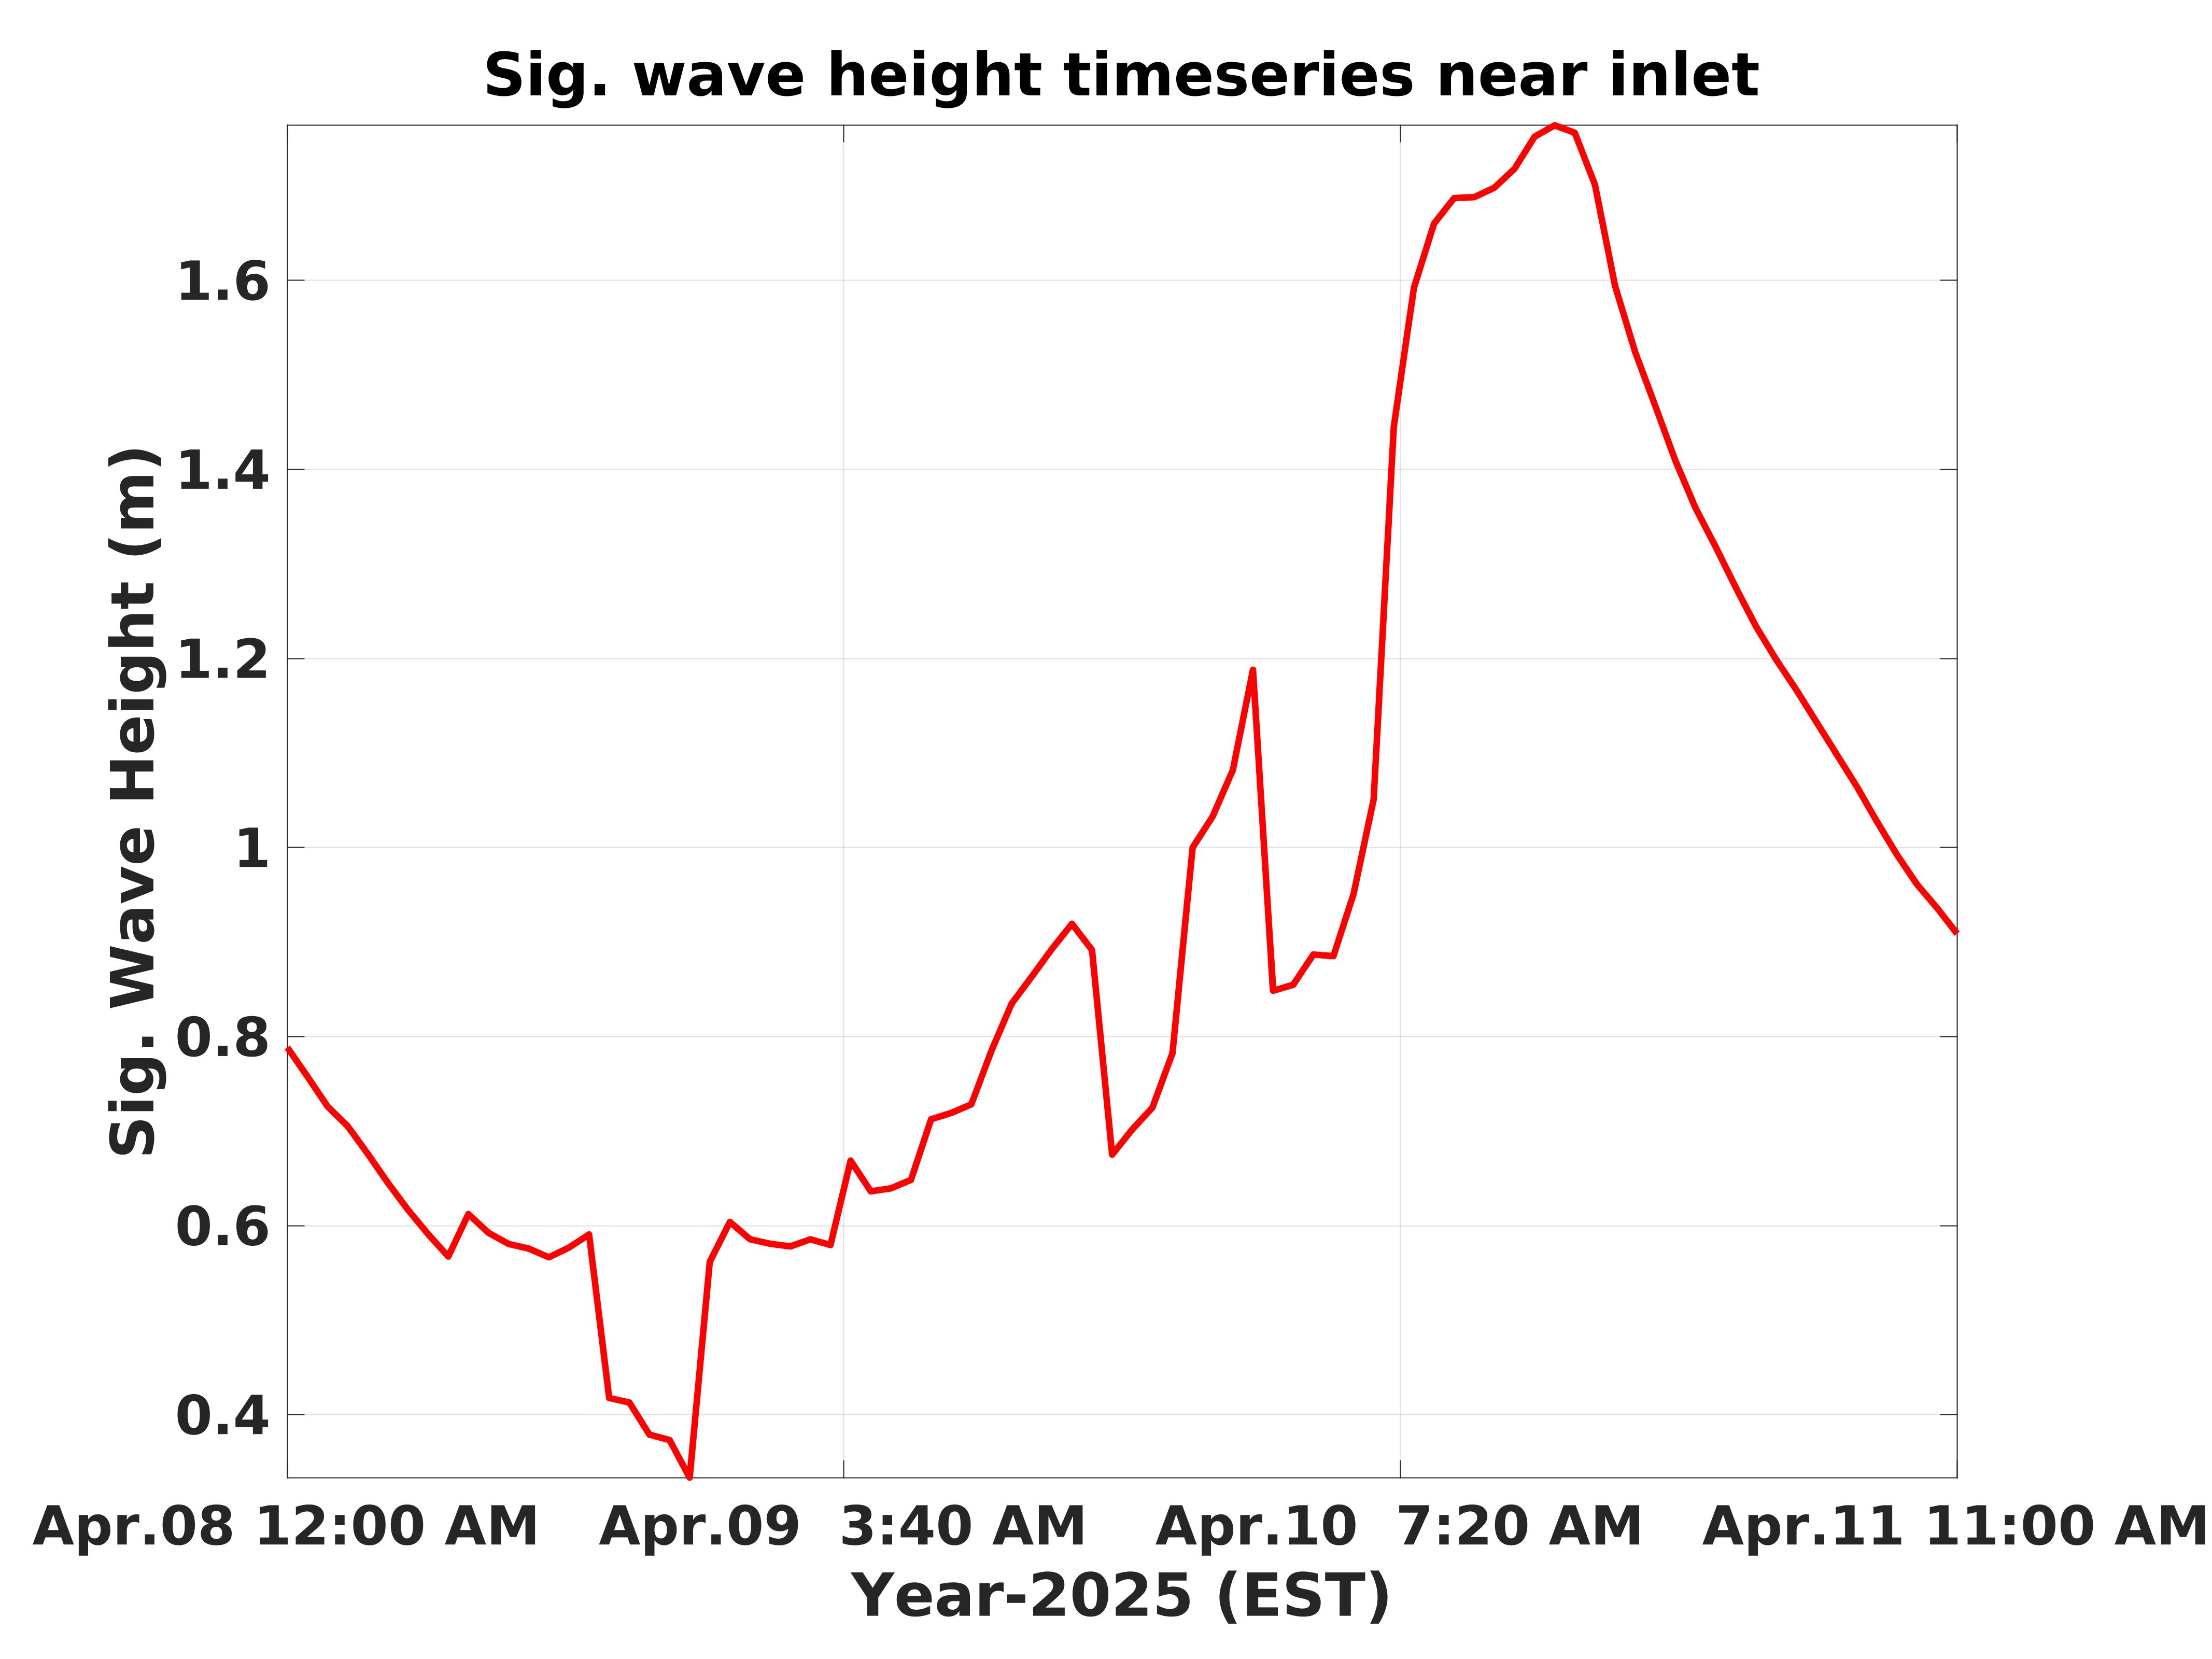 Sig. wave height timeseries near inlet
Sig. Wave Height (m)
1.6
1.4
1.2
1
0.8
0.6
0.4
Apr.08 12:00 AM Apr.09 3:40 AM Apr.10 7:20 AM Apr.11 11:00 AM
Year-2025 (EST)